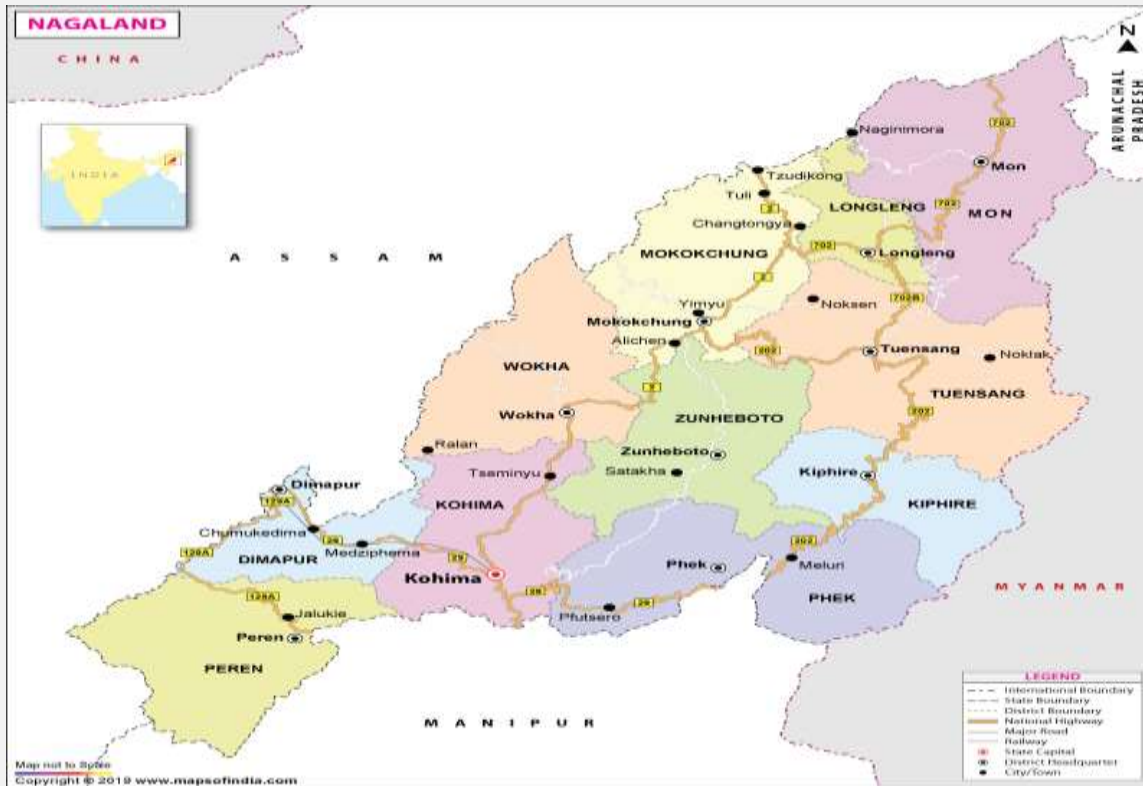 NAGALAND
CHINA
N
ARUNACHAL
PRADESH
INDIA
702
Naginimora
Mon
Tzudikong
Tuli
2
LONGLENG
702
MON
Changtongya
MOKOKCHUNG
702
Longleng
ASSAM
2
702B
Noksen
Yimyu
Mokokchung
Alichen
202
Tuensang
Noklak
WOKHA
2
TUENSANG
Wokha
ZUNHEBOTO
202
Ralan
Zunheboto
Tseminyu
Satakha
Kiphire
Dimapur
129A
KOHIMA
KIPHIRE
Chumukedima
29
Medziphema
202
129A
DIMAPUR
29
Kohima
Phek
Meluri
MYANMAR
29
PHEK
129A
Pfutsero
29
Jalukie
Peren
PEREN
MANIPUR
LEGEND
International Boundary
State Boundary
District Boundary
National Highway
Major Road
Railway
State Capital
District Headquarter
City/Town
Map not to Scale
Copyright © 2019 www.mapsofindia.com